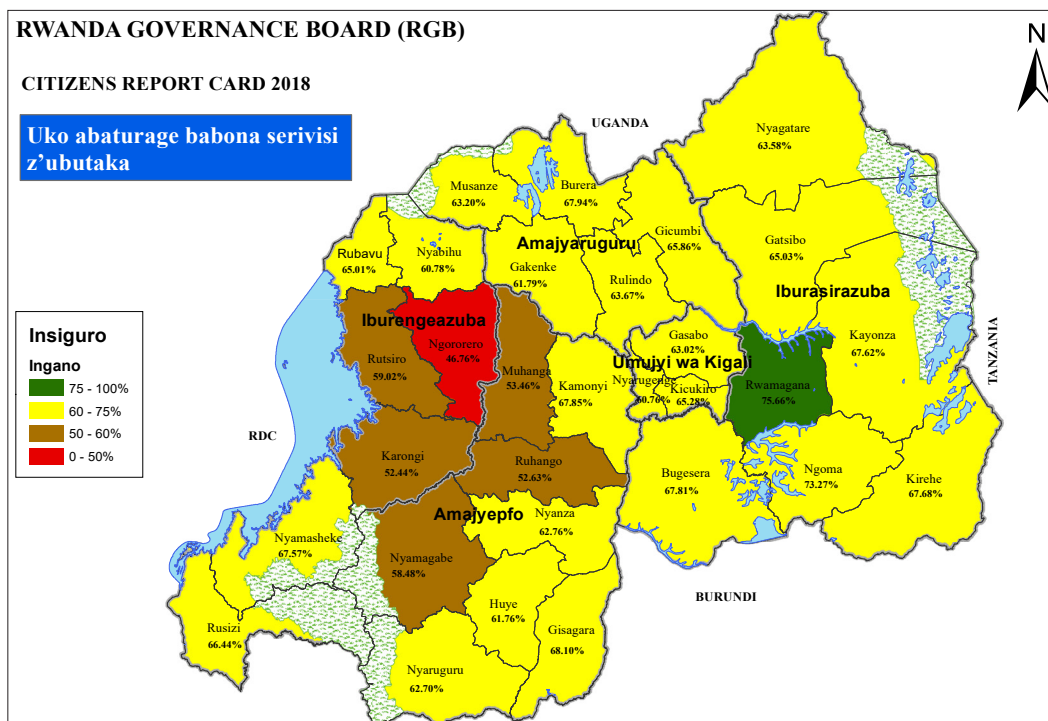 RWANDA GOVERNANCE BOARD (RGB)
CITIZENS REPORT CARD 2018
Uko abaturage babona serivisi
z'ubutaka
N
UGANDA
Nyagatare
63.58%
Musanze
63.20%
Burera
67.94%
Gicumbi
65.86%
Gatsibo
65.03%
Amajyaruguru
Rubavu
65.01%
Nyabihu
60.78%
Gakenke
61.79%
Rulindo
63.67%
Iburasirazuba
Iburengeazuba
Ngororero
46.76%
Rutsiro
59.02%
Muhanga
53.46%
Kamonyi
67.85%
Gasabo
63.02%
Umujyi wa Kigali
Nyarugenge
60.76%
Kicukiro
65.28%
Rwamagana
75.66%
Kayonza
67.62%
TANZANIA
Insiguro
Ingano
75 - 100%
60 - 75%
50 - 60%
0 - 50%
RDC
Karongi
52.44%
Ruhango
52.63%
Bugesera
67.81%
Ngoma
73.27%
Kirehe
67.68%
Amajyepfo
Nyanza
62.76%
Nyamasheke
67.57%
Nyamagabe
58.48%
BURUNDI
Huye
61.76%
Gisagara
68.10%
Rusizi
66.44%
Nyaruguru
62.70%